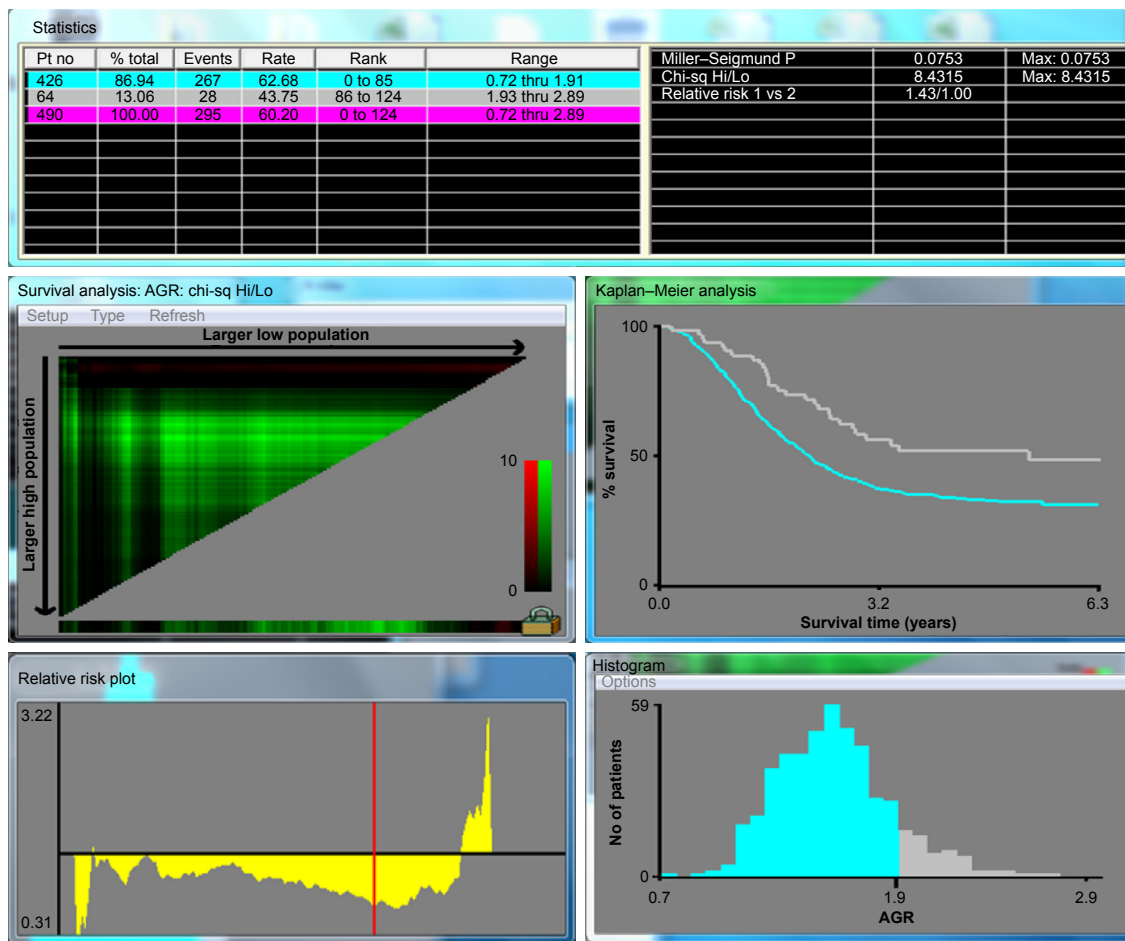 Statistics
Pt no % total Events Rate Rank Range
426 86.94 267 62.68 0 to 85 0.72 thru 1.91
64 13.06 28 43.75 86 to 124 1.93 thru 2.89
490 100.00 295 60.20 0 to 124 0.72 thru 2.89
Miller–Seigmund P 0.0753 Max: 0.0753
Chi-sq Hi/Lo 8.4315 Max: 8.4315
Relative risk 1 vs 2 1.43/1.00
Survival analysis: AGR: chi-sq Hi/Lo
Setup Type Refresh
Larger low population
Larger high population
10
0
Kaplan–Meier analysis
100
50
0
% survival
0.0 3.2 6.3
Survival time (years)
Relative risk plot
3.22
0.31
Histogram
Options
59
0
No of patients
0.7 1.9 2.9
AGR